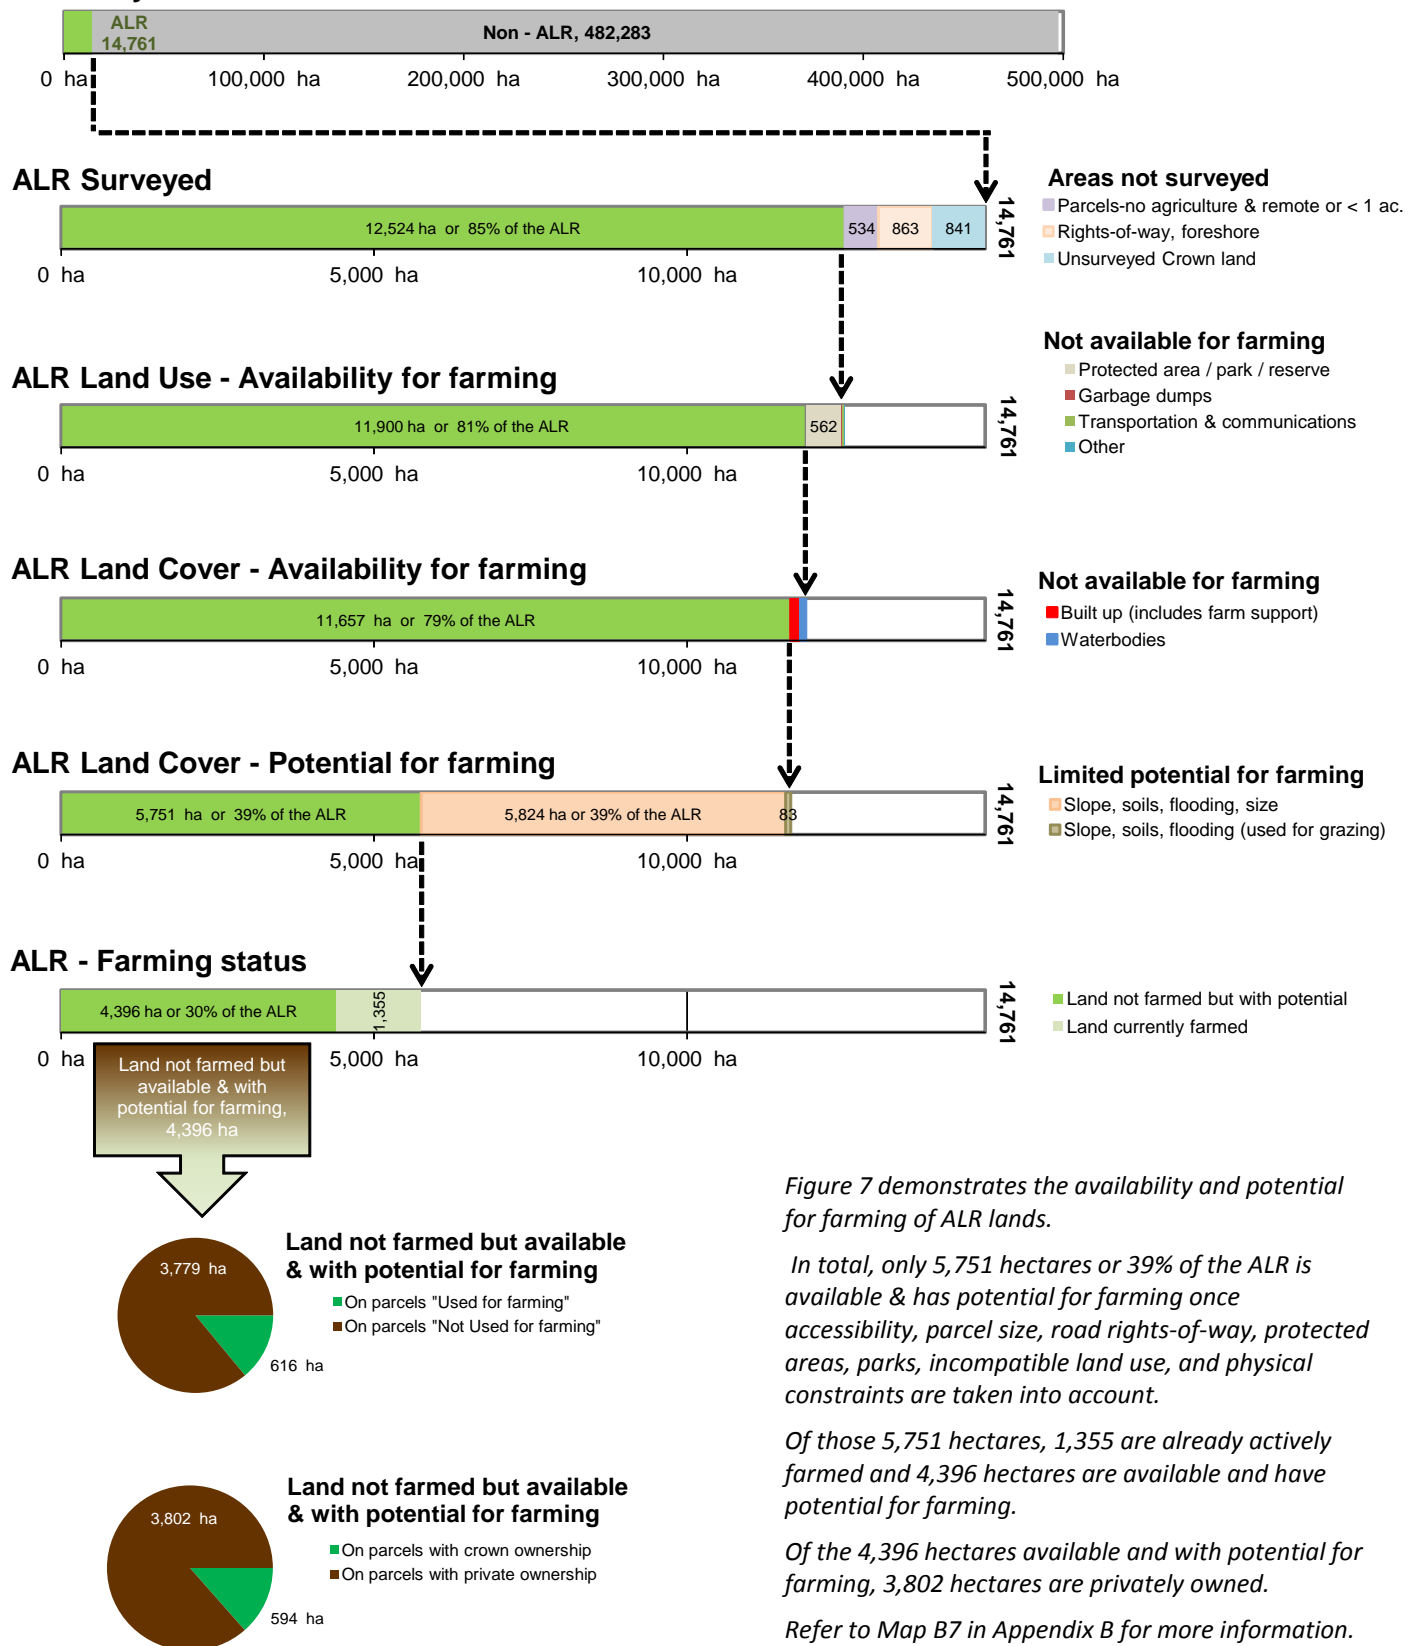 ALR
14,761
Non - ALR, 482,283
0 ha
100,000 ha
200,000 ha
300,000 ha
400,000 ha
500,000 ha
ALR Surveyed
12,524 ha or 85% of the ALR
534
863
841
14,761
0 ha
5,000 ha
10,000 ha
Areas not surveyed
Parcels-no agriculture & remote or < 1 ac.
Rights-of-way, foreshore
Unsurveyed Crown land
ALR Land Use - Availability for farming
11,900 ha or 81% of the ALR
562
14,761
0 ha
5,000 ha
10,000 ha
Not available for farming
Protected area / park / reserve
Garbage dumps
Transportation & communications
Other
ALR Land Cover - Availability for farming
11,657 ha or 79% of the ALR
14,761
0 ha
5,000 ha
10,000 ha
Not available for farming
Built up (includes farm support)
Waterbodies
ALR Land Cover - Potential for farming
5,751 ha or 39% of the ALR
5,824 ha or 39% of the ALR
83
14,761
0 ha
5,000 ha
10,000 ha
Limited potential for farming
Slope, soils, flooding, size
Slope, soils, flooding (used for grazing)
ALR - Farming status
4,396 ha or 30% of the ALR
1,355
14,761
0 ha
5,000 ha
10,000 ha
Land not farmed but with potential
Land currently farmed
Land not farmed but
available & with
potential for farming,
4,396 ha
Land not farmed but available
& with potential for farming
On parcels "Used for farming"
On parcels "Not Used for farming"
3,779 ha
616 ha
Land not farmed but available
& with potential for farming
On parcels with crown ownership
On parcels with private ownership
3,802 ha
594 ha
Figure 7 demonstrates the availability and potential
for farming of ALR lands.
In total, only 5,751 hectares or 39% of the ALR is
available & has potential for farming once
accessibility, parcel size, road rights-of-way, protected
areas, parks, incompatible land use, and physical
constraints are taken into account.
Of those 5,751 hectares, 1,355 are already actively
farmed and 4,396 hectares are available and have
potential for farming.
Of the 4,396 hectares available and with potential for
farming, 3,802 hectares are privately owned.
Refer to Map B7 in Appendix B for more information.